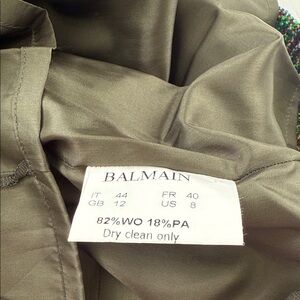 BALMAIN
IT 44 FR 40
GB 12 US 8
82%WO 18%PA
Dry clean only